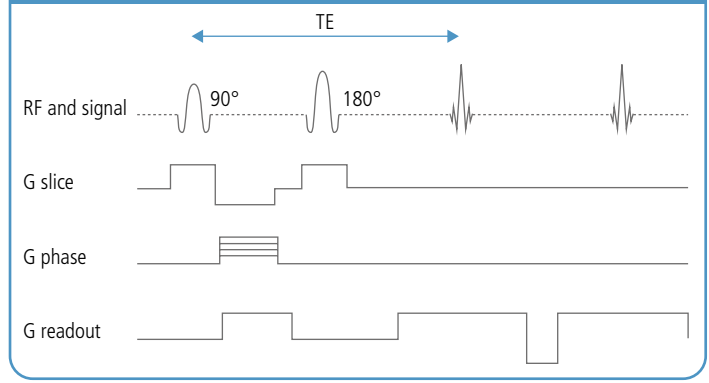 TE
RF and signal
90°
180°
G slice
G phase
G readout